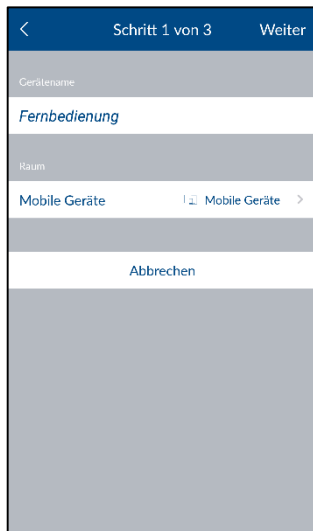 Schritt 1 von 3 Weiter
Gerätename
Fernbedienung
Raum
Mobile Geräte Mobile Geräte
Abbrechen